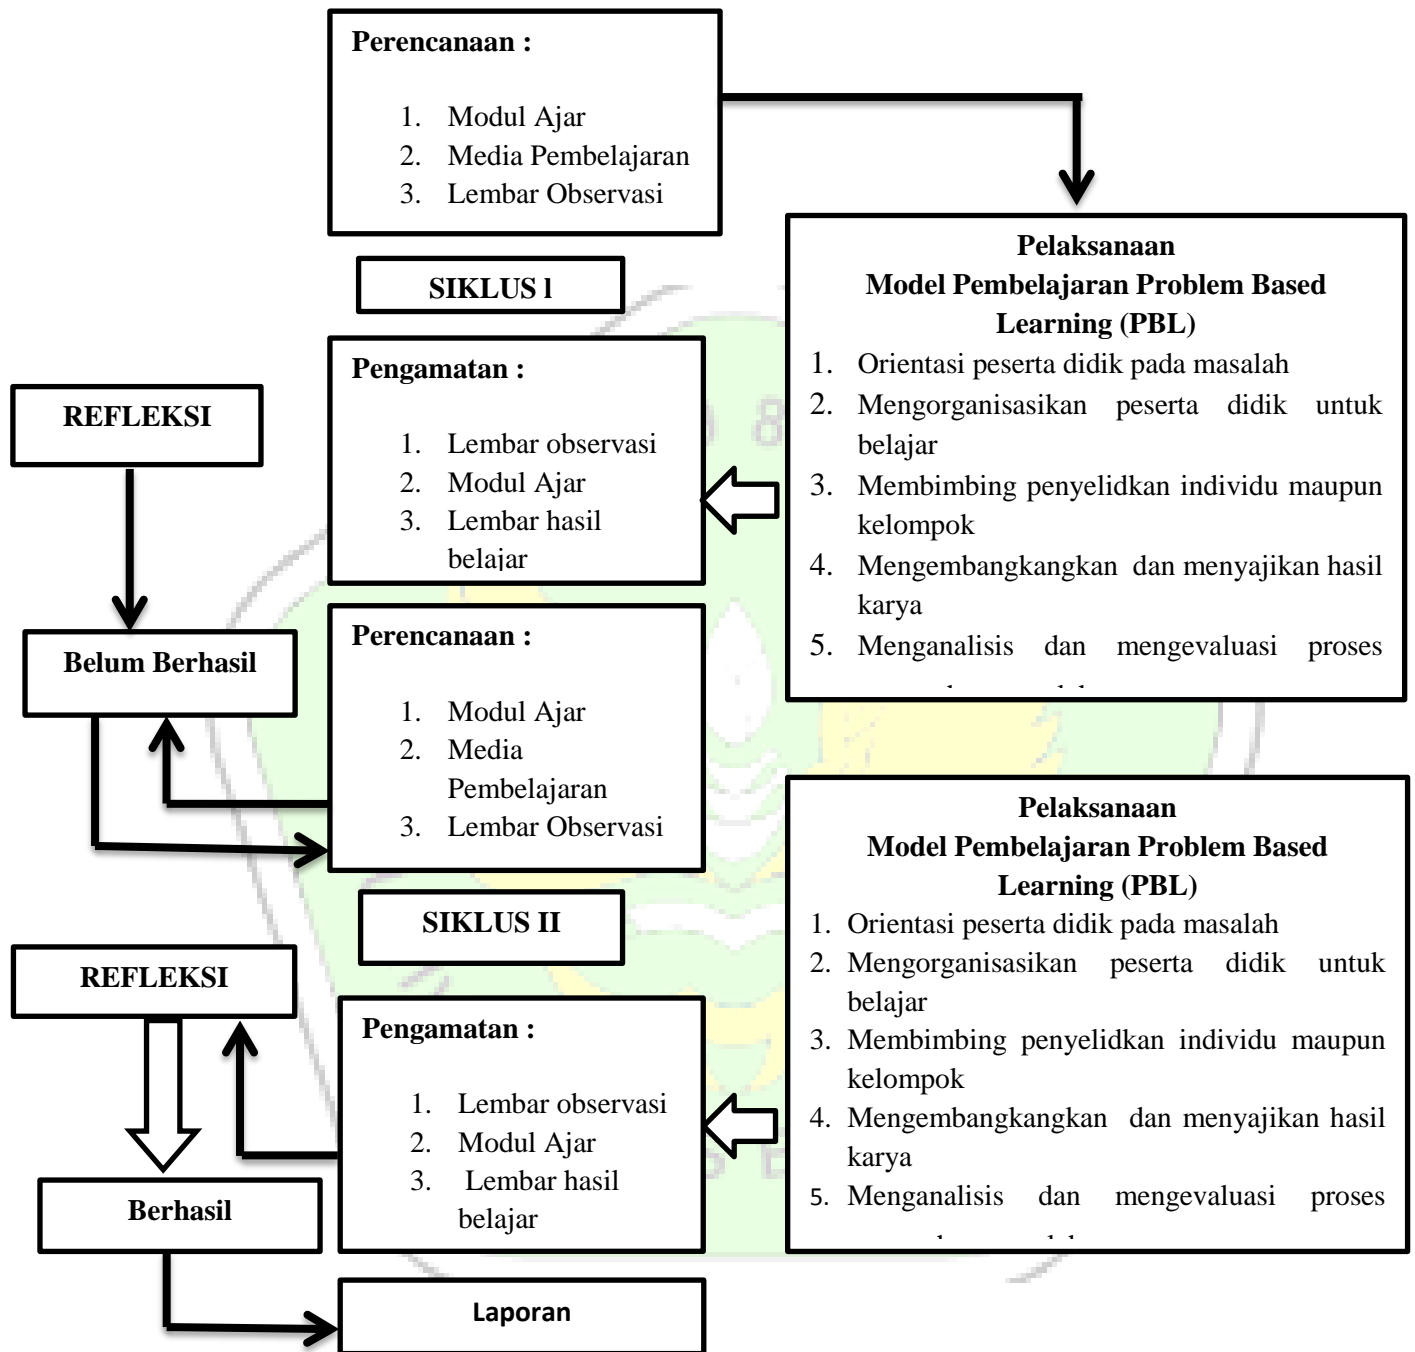 Perencanaan :
1. Modul Ajar
2. Media Pembelajaran
3. Lembar Observasi
SIKLUS l
Pelaksanaan
Model Pembelajaran Problem Based
Learning (PBL)
1. Orientasi peserta didik pada masalah
2. Mengorganisasikan peserta didik untuk
belajar
3. Membimbing penyelidkan individu maupun
kelompok
4. Mengembangkangkan dan menyajikan hasil
karya
5. Menganalisis dan mengevaluasi proses
Pengamatan :
1. Lembar observasi
2. Modul Ajar
3. Lembar hasil
belajar
REFLEKSI
Belum Berhasil
Perencanaan :
1. Modul Ajar
2. Media
Pembelajaran
3. Lembar Observasi
SIKLUS II
Pelaksanaan
Model Pembelajaran Problem Based
Learning (PBL)
1. Orientasi peserta didik pada masalah
2. Mengorganisasikan peserta didik untuk
belajar
3. Membimbing penyelidkan individu maupun
kelompok
4. Mengembangkangkan dan menyajikan hasil
karya
5. Menganalisis dan mengevaluasi proses
REFLEKSI
Pengamatan :
1. Lembar observasi
2. Modul Ajar
3. Lembar hasil
belajar
Berhasil
Laporan